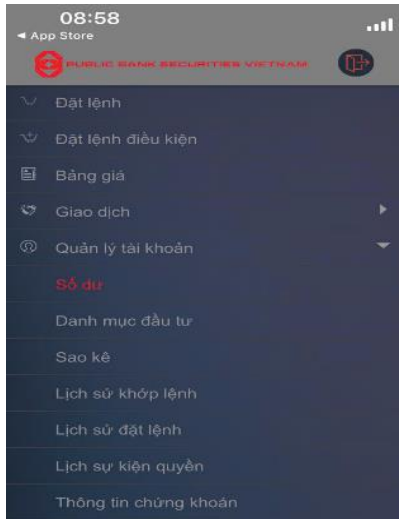 08:58
◄ App Store
PUBLIC BANK SECURITIES VIETNAM
Đặt lệnh
Đặt lệnh điều kiện
Bảng giá
Giao dịch
Quản lý tài khoản
Số dư
Danh mục đầu tư
Sao kê
Lịch sử khớp lệnh
Lịch sử đặt lệnh
Lịch sự kiện quyền
Thông tin chứng khoán